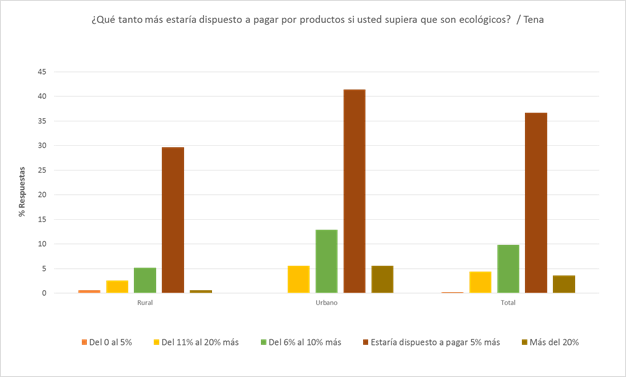 ¿Qué tanto más estaría dispuesto a pagar por productos si usted supiera que son ecológicos?  / Tena
45
40
35
30
25
20
15
10
5
0
% Respuestas
Rural
Urbano
Total
Del 0 al 5%
Del 11% al 20% más
Del 6% al 10% más
Estaría dispuesto a pagar 5% más
Más del 20%